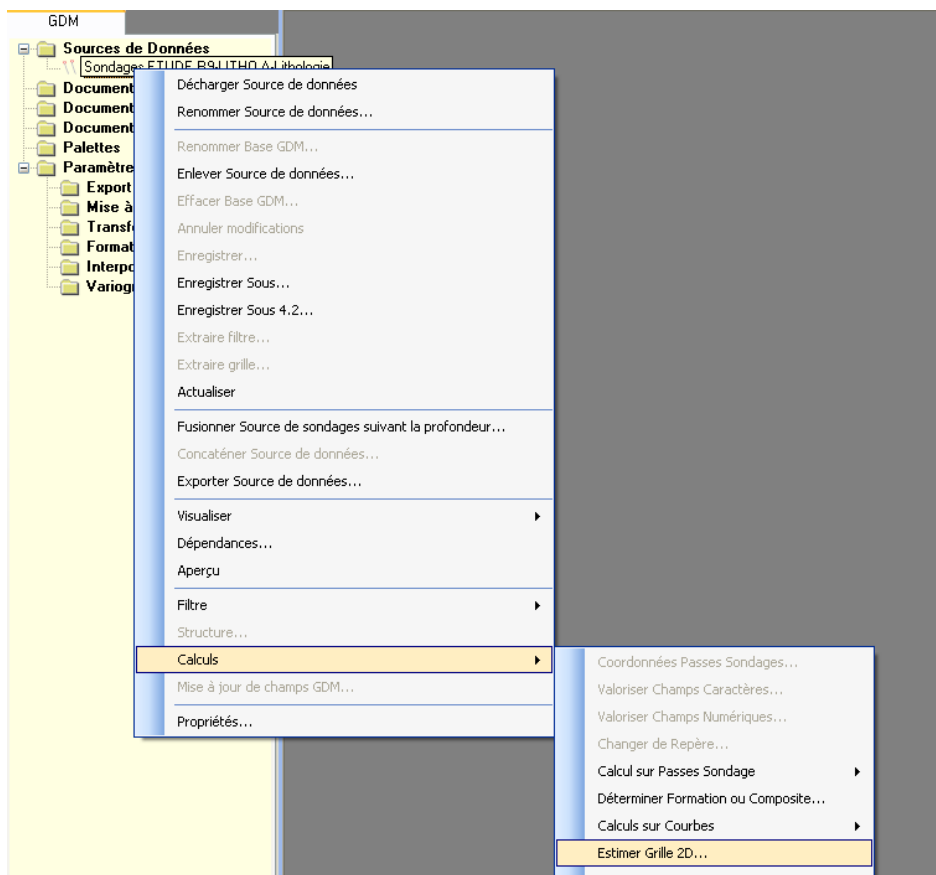 GDM
Sources de Données
Sondages ETUDE B9-LITHO A-Lithologie
Document
Document
Document
Palettes
Paramètre
Export
Mise à
Transf
Format
Interpo
Variog
Décharger Source de données
Renommer Source de données...
Renommer Base GDM...
Enlever Source de données...
Effacer Base GDM...
Annuler modifications
Enregistrer...
Enregistrer Sous...
Enregistrer Sous 4.2...
Extraire filtre...
Extraire grille...
Actualiser
Fusionner Source de sondages suivant la profondeur...
Concaténer Source de données...
Exporter Source de données...
Visualiser
Dépendances...
Aperçu
Filtre
Structure...
Calculs
Mise à jour de champs GDM...
Propriétés...
Coordonnées Passes Sondages...
Valoriser Champs Caractères...
Valoriser Champs Numériques...
Changer de Repère...
Calcul sur Passes Sondage
Déterminer Formation ou Composite...
Calculs sur Courbes
Estimer Grille 2D...